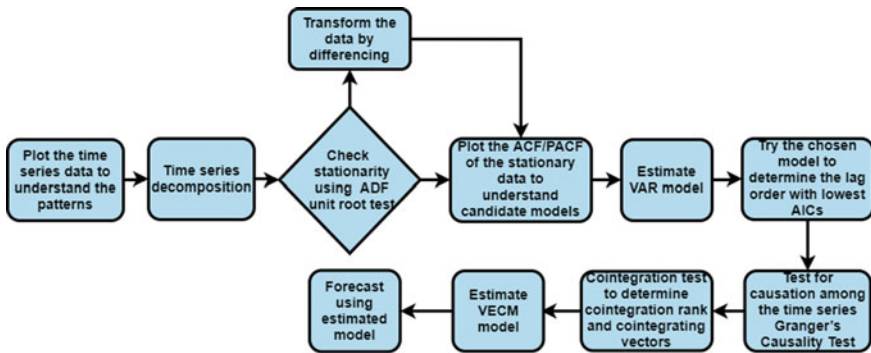 Transform the
data by
differencing
Plot the time
series data to
understand the
patterns
Time series
decomposition
Check
stationarity
using ADF
unit root test
Plot the ACF/PACF
of the stationary
data to
understand
candidate models
Estimate
VAR model
Try the chosen
model to
determine the lag
order with lowest
AICs
Test for
causation among
the time series
Granger's
Causality Test
Cointegration test
to determine
cointegration rank
and cointegrating
vectors
Estimate
VECM
model
Forecast
using
estimated
model